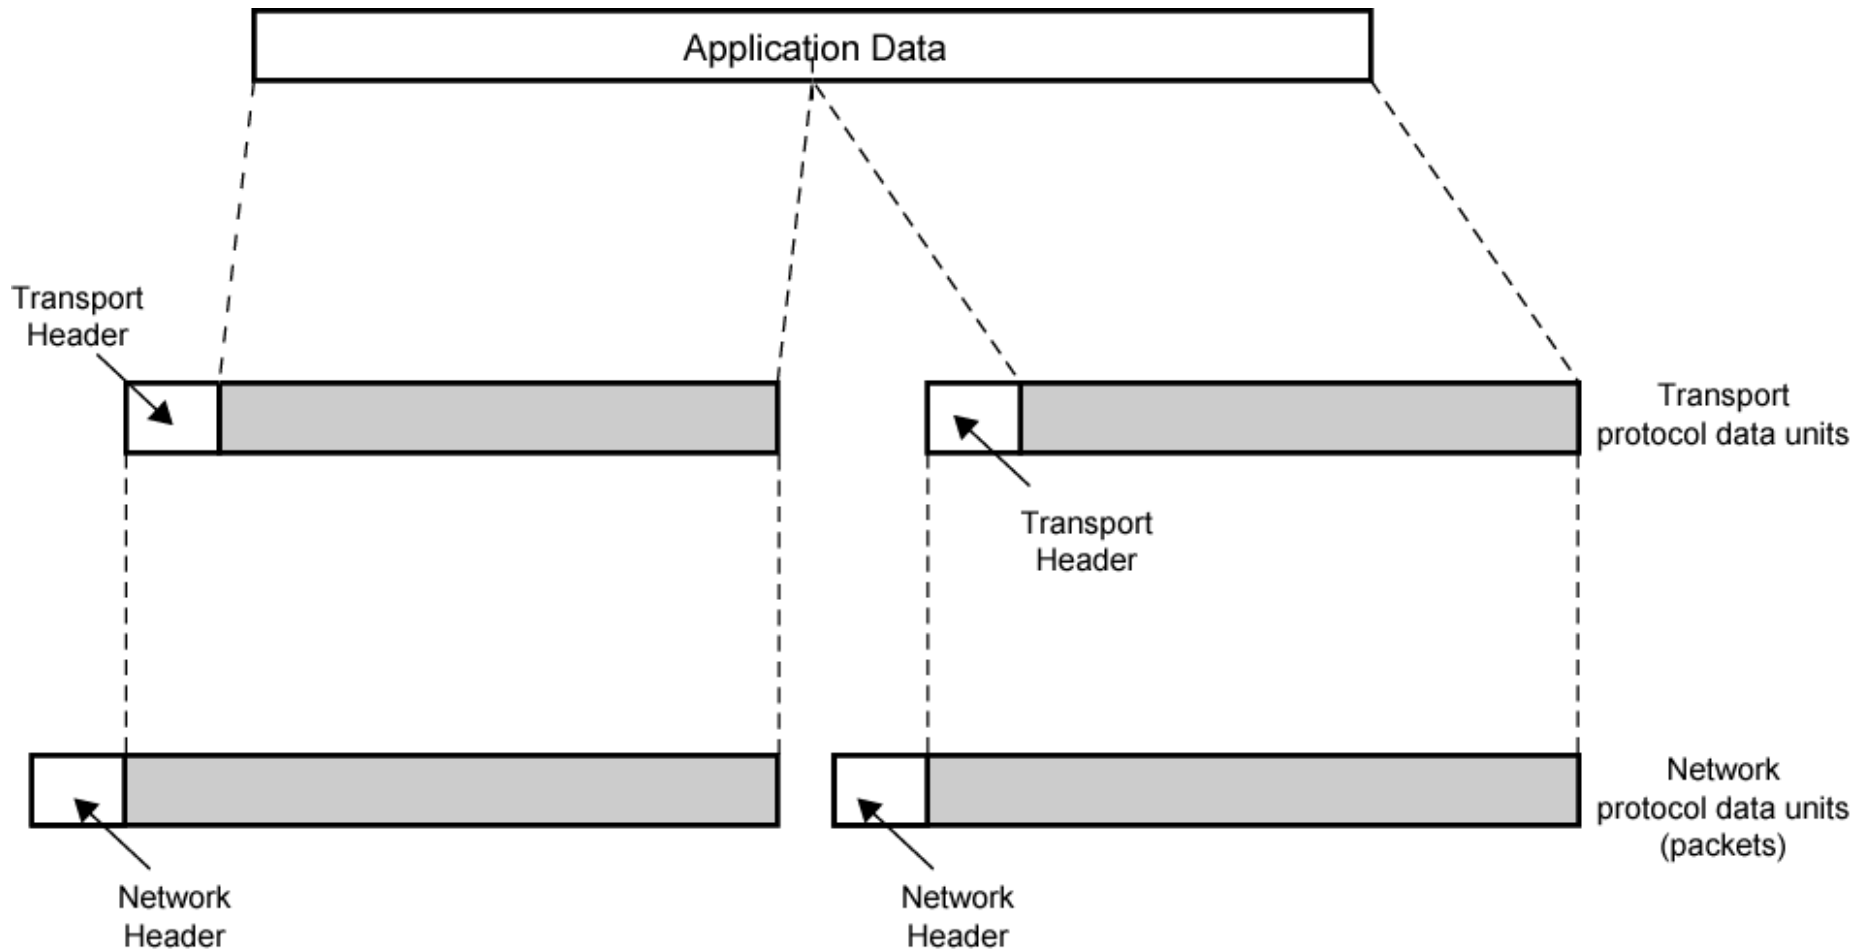 Application Data
Transport
Header
Transport
protocol data units
Transport
Header
Network
protocol data units
(packets)
Network
Header
Network
Header